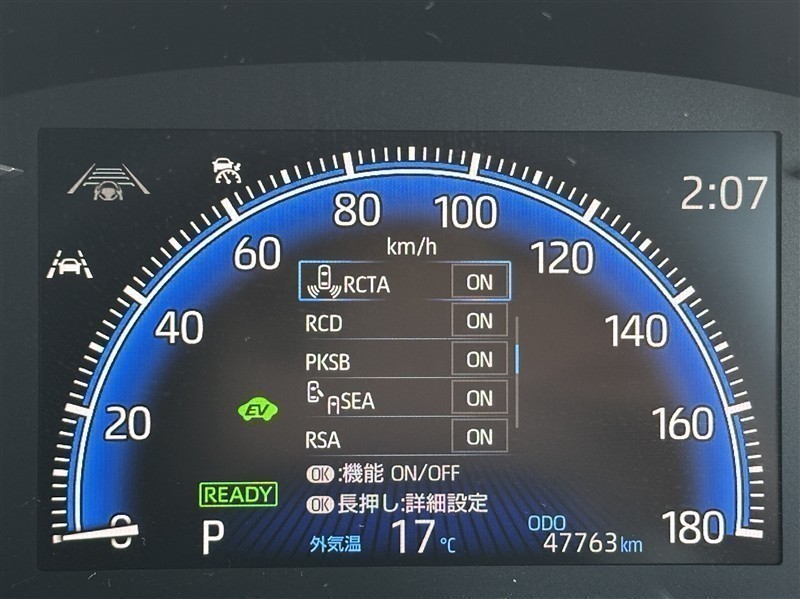 2:07
80
100
km/h
60
120
RCTA ON
40
RCD ON
140
PKSB ON
SEA ON
20
160
EV
RSA ON
OK:機能 ON/OFF
READY
OK 長押し:詳細設定
0
P
外気温 17℃
ODO
47763km
180